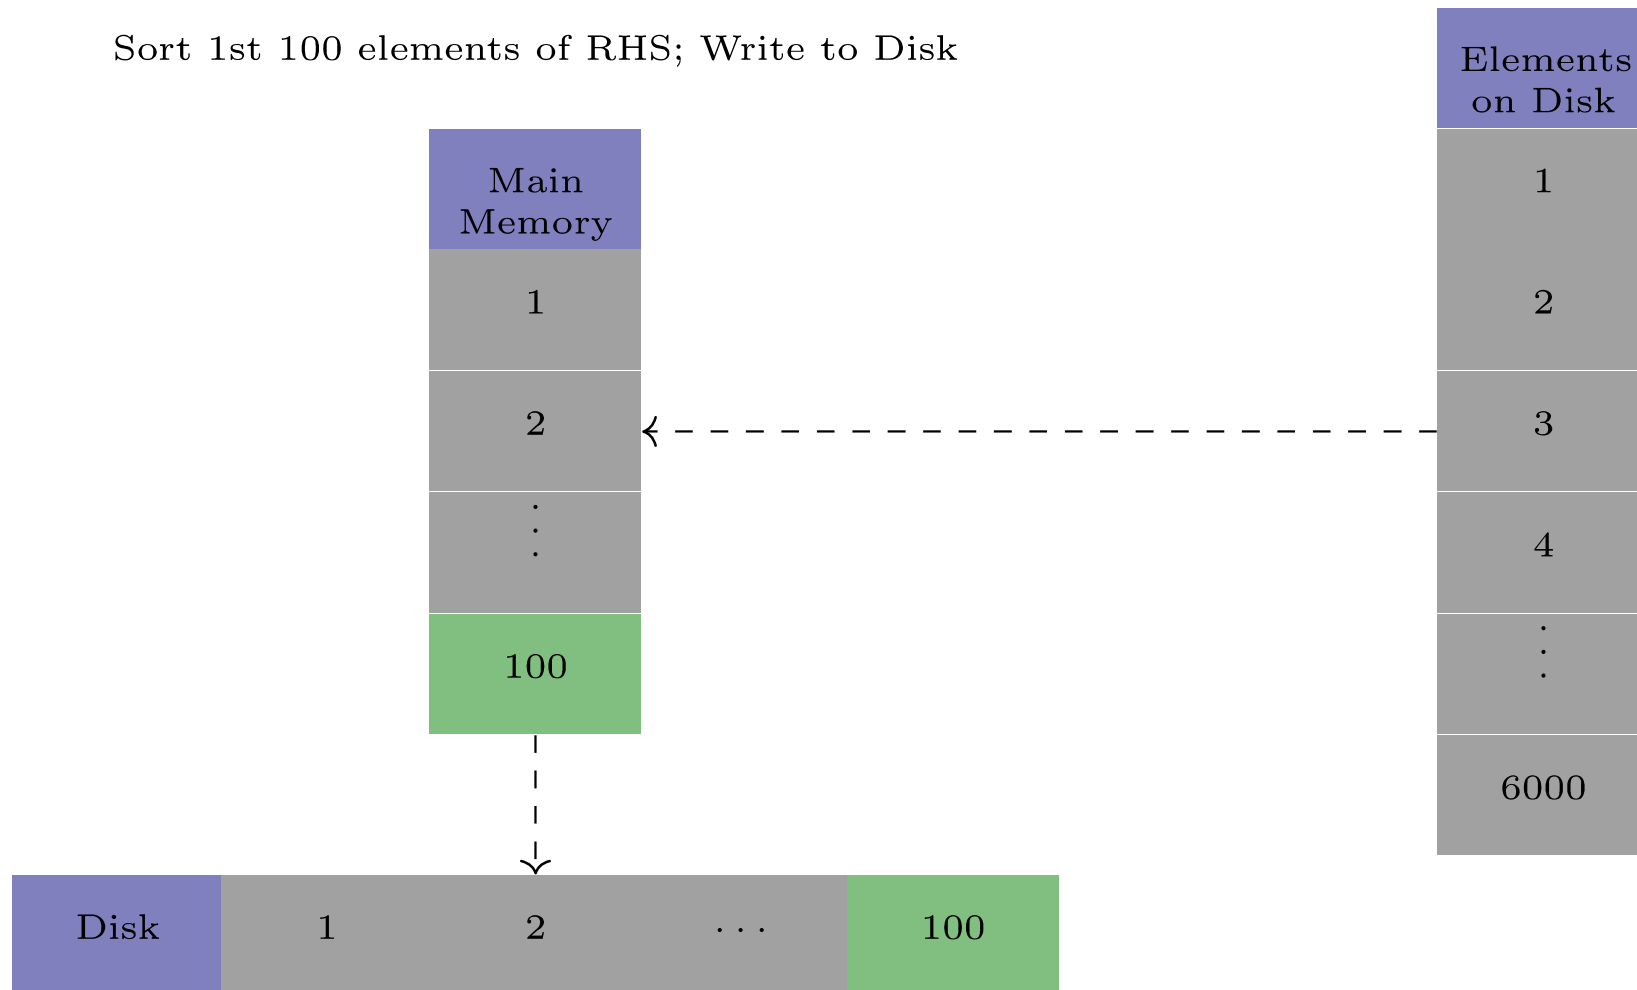 Sort 1st 100 elements of RHS; Write to Disk
Elements
on Disk
1
2
3
4
⋮
6000
Main
Memory
1
2
⋮
100
Disk 1 2 ⋯ 100